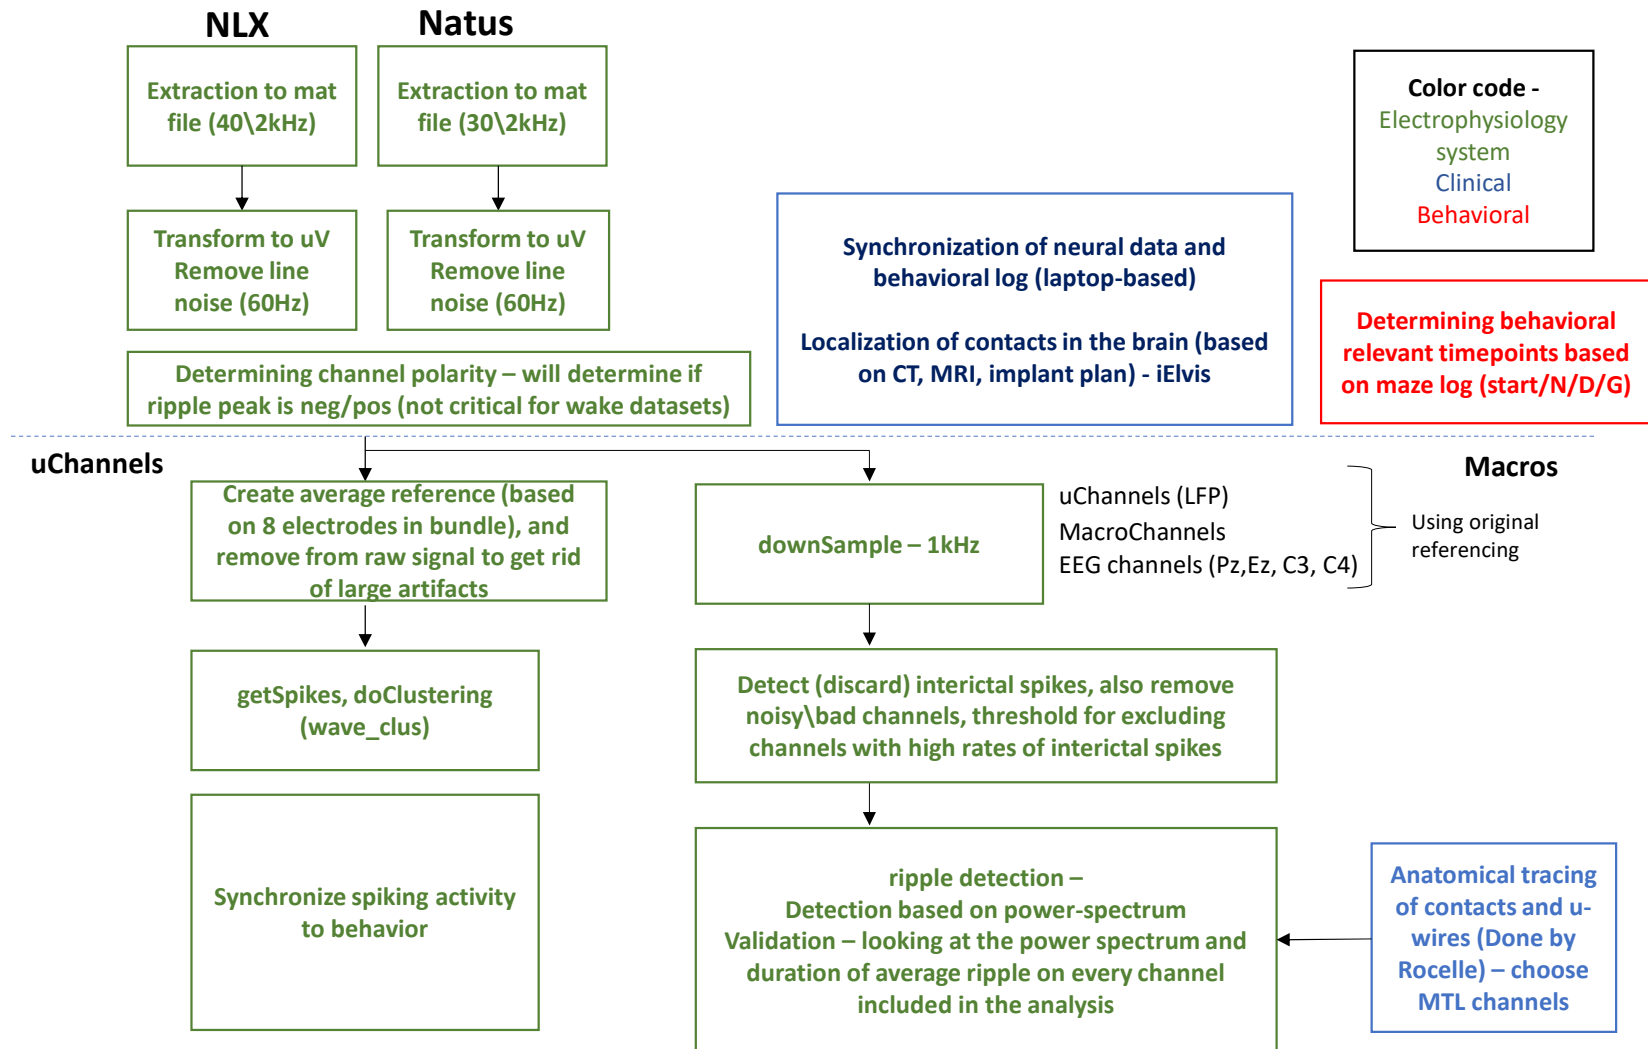 NLX
Natus
Extraction to mat
file (40\2kHz)
Extraction to mat
file (30\2kHz)
Color code -
Electrophysiology
system
Clinical
Behavioral
Transform to uV
Remove line
noise (60Hz)
Transform to uV
Remove line
noise (60Hz)
Synchronization of neural data and
behavioral log (laptop-based)
Localization of contacts in the brain (based
on CT, MRI, implant plan) - iElvis
Determining behavioral
relevant timepoints based
on maze log (start/N/D/G)
Determining channel polarity – will determine if
ripple peak is neg/pos (not critical for wake datasets)
uChannels
Macros
Create average reference (based
on 8 electrodes in bundle), and
remove from raw signal to get rid
of large artifacts
downSample – 1kHz
uChannels (LFP)
MacroChannels
EEG channels (Pz,Ez, C3, C4)
Using original
referencing
getSpikes, doClustering
(wave_clus)
Detect (discard) interictal spikes, also remove
noisy\bad channels, threshold for excluding
channels with high rates of interictal spikes
Synchronize spiking activity
to behavior
ripple detection –
Detection based on power-spectrum
Validation – looking at the power spectrum and
duration of average ripple on every channel
included in the analysis
Anatomical tracing
of contacts and u-
wires (Done by
Rocelle) – choose
MTL channels